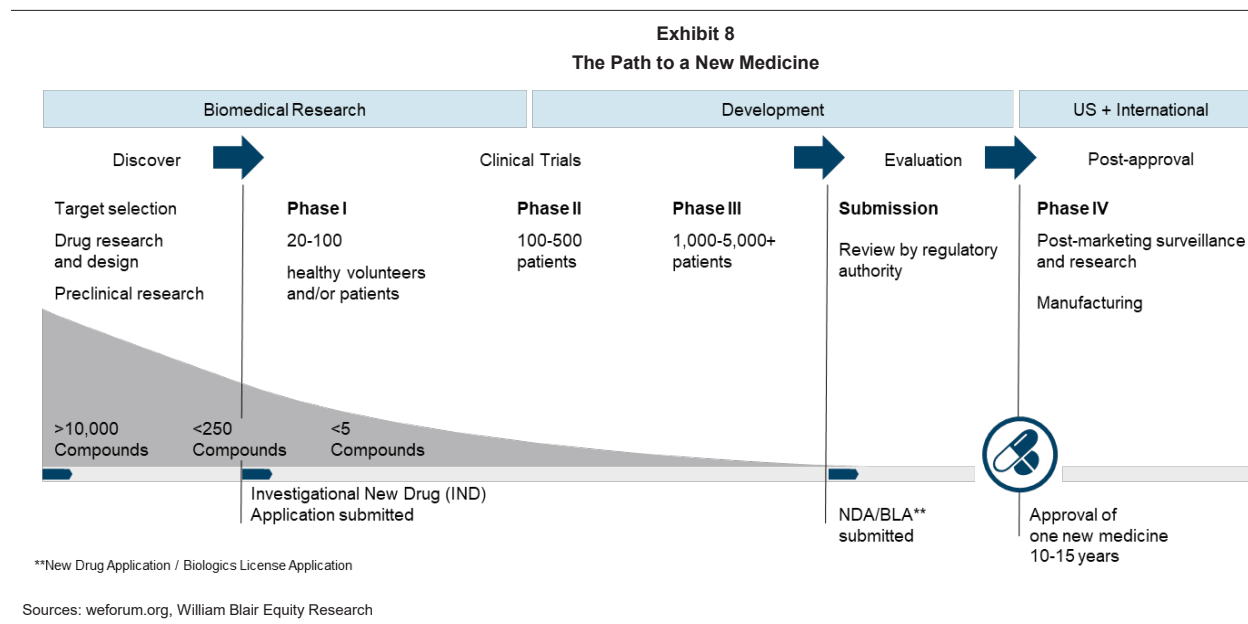 Exhibit 8
The Path to a New Medicine
Biomedical Research
Development
US + International
Discover
Clinical Trials
Evaluation
Post-approval
Target selection
Drug research
and design
Preclinical research
Phase I
20-100
healthy volunteers
and/or patients
Phase II
100-500
patients
Phase III
1,000-5,000+
patients
Submission
Review by regulatory
authority
Phase IV
Post-marketing surveillance
and research
Manufacturing
>10,000
Compounds
<250
Compounds
<5
Compounds
Investigational New Drug (IND)
Application submitted
NDA/BLA**
submitted
Approval of
one new medicine
10-15 years
**New Drug Application / Biologics License Application
Sources: weforum.org, William Blair Equity Research